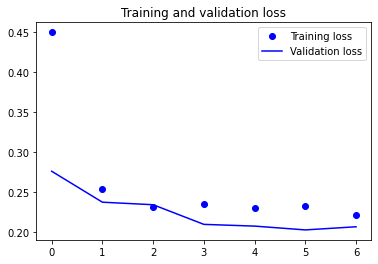 Training and validation loss
0.45
0.40
0.35
0.30
0.25
0.20
Training loss
Validation loss
0 1 2 3 4 5 6